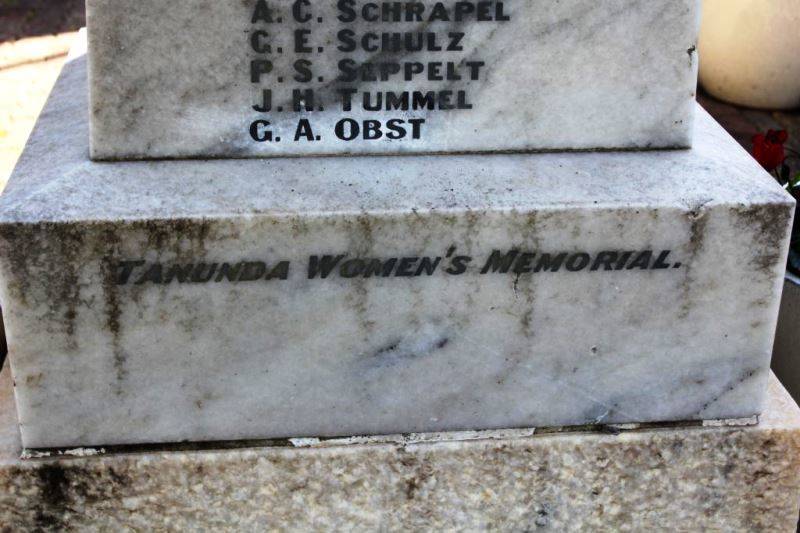 A. C. SCHRAPEL
G. E. SCHULZ
P. S. SEPPELT
J. H. TUMMEL
G. A. OBST
TANUNDA WOMEN'S MEMORIAL.